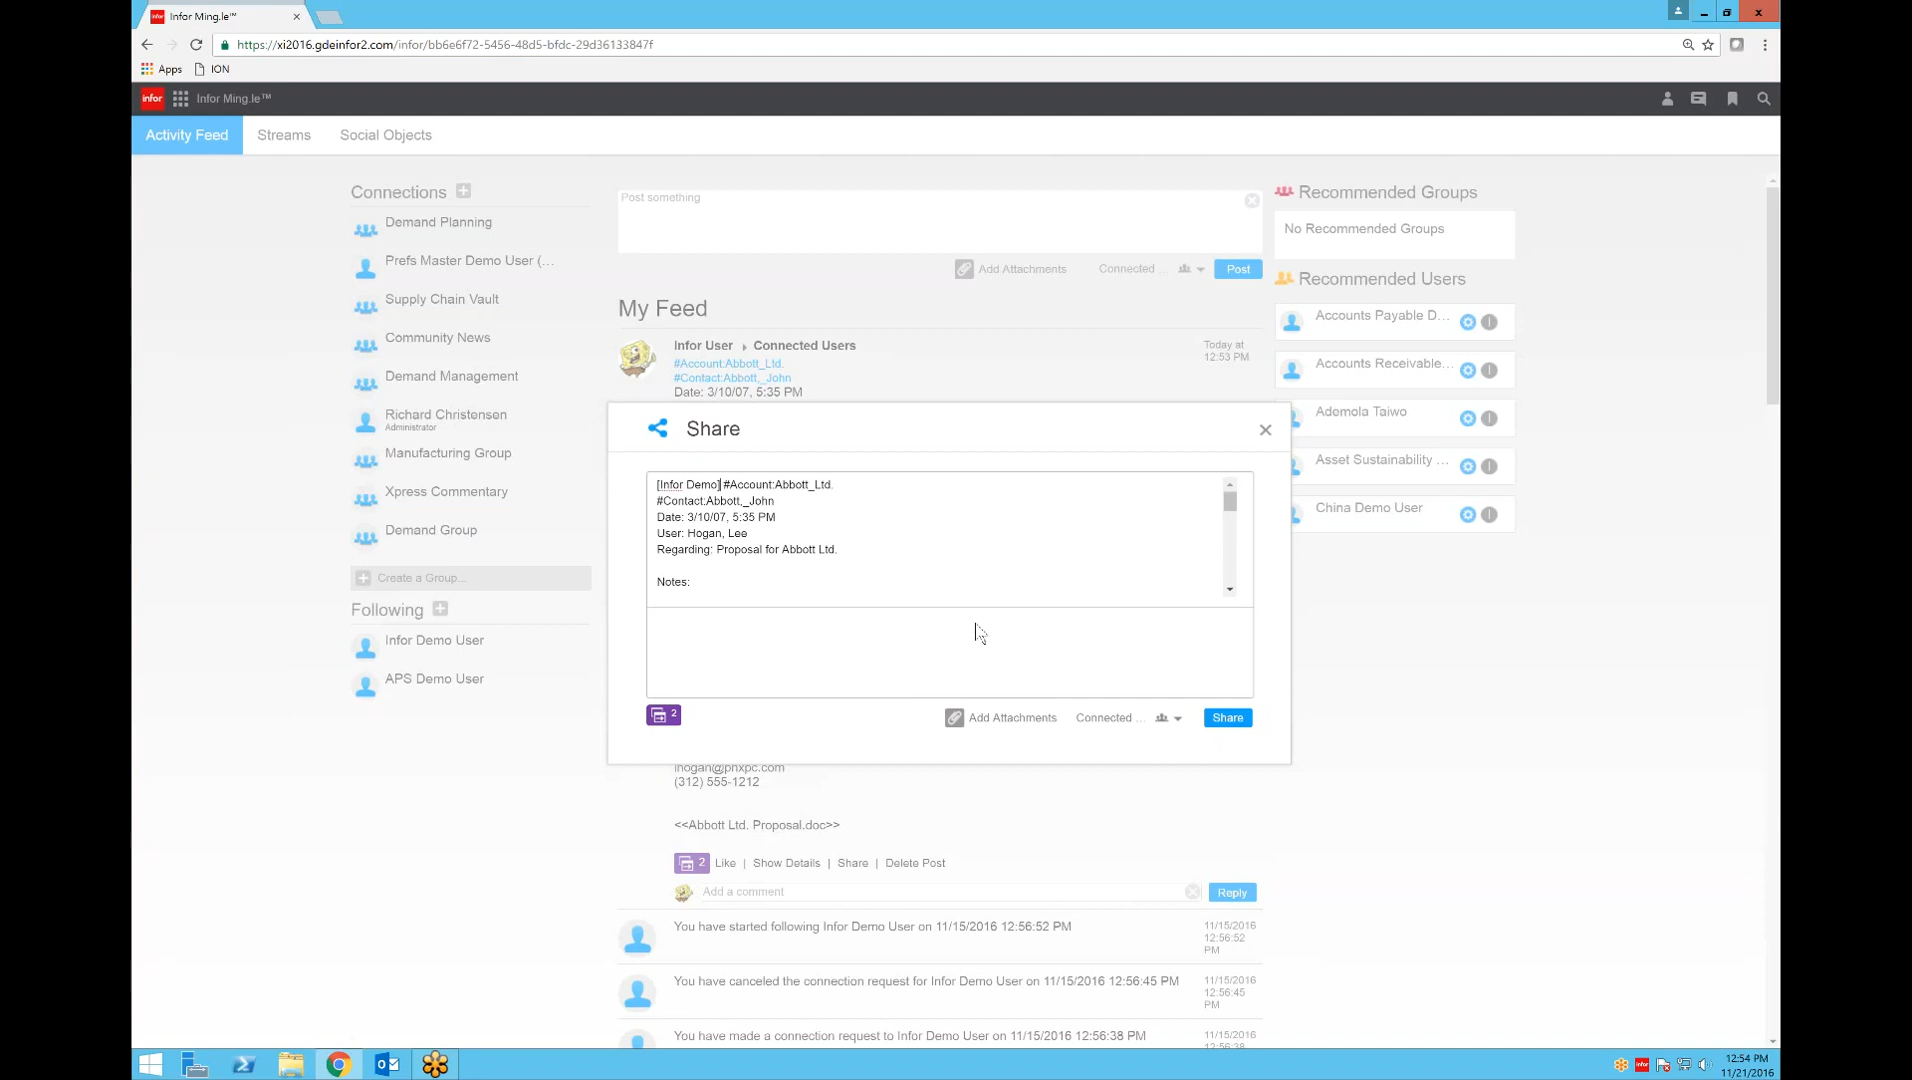 infor Infor Ming.le™
https://xi2016.gdeinfor2.com/infor/bb6e6f72-5456-48d5-bfdc-29d36133847f
Apps ION
infor Infor Ming.le™
Activity Feed Streams Social Objects
Connections
Demand Planning
Prefs Master Demo User (…
Supply Chain Vault
Community News
Demand Management
Richard Christensen
Administrator
Manufacturing Group
Xpress Commentary
Demand Group
Create a Group...
Following
Infor Demo User
APS Demo User
Post something
Add Attachments Connected ... Post
My Feed
Infor User Connected Users
Today at
12:53 PM
#Account:Abbott_Ltd.
#Contact:Abbott,_John
Date: 3/10/07, 5:35 PM
Share
[Infor Demo] #Account:Abbott_Ltd.
#Contact:Abbott,_John
Date: 3/10/07, 5:35 PM
User: Hogan, Lee
Regarding: Proposal for Abbott Ltd.
Notes:
2 Add Attachments Connected ... Share
lhogan@phxpc.com
(312) 555-1212
<<Abbott Ltd. Proposal.doc>>
2 Like | Show Details | Share | Delete Post
Add a comment Reply
You have started following Infor Demo User on 11/15/2016 12:56:52 PM
11/15/2016
12:56:52
PM
You have canceled the connection request for Infor Demo User on 11/15/2016 12:56:45 PM
11/15/2016
12:56:45
PM
You have made a connection request to Infor Demo User on 11/15/2016 12:56:38 PM
11/15/2016
12:56:38
Recommended Groups
No Recommended Groups
Recommended Users
Accounts Payable D…
Accounts Receivable…
Ademola Taiwo
Asset Sustainability …
China Demo User
infor
12:54 PM
11/21/2016